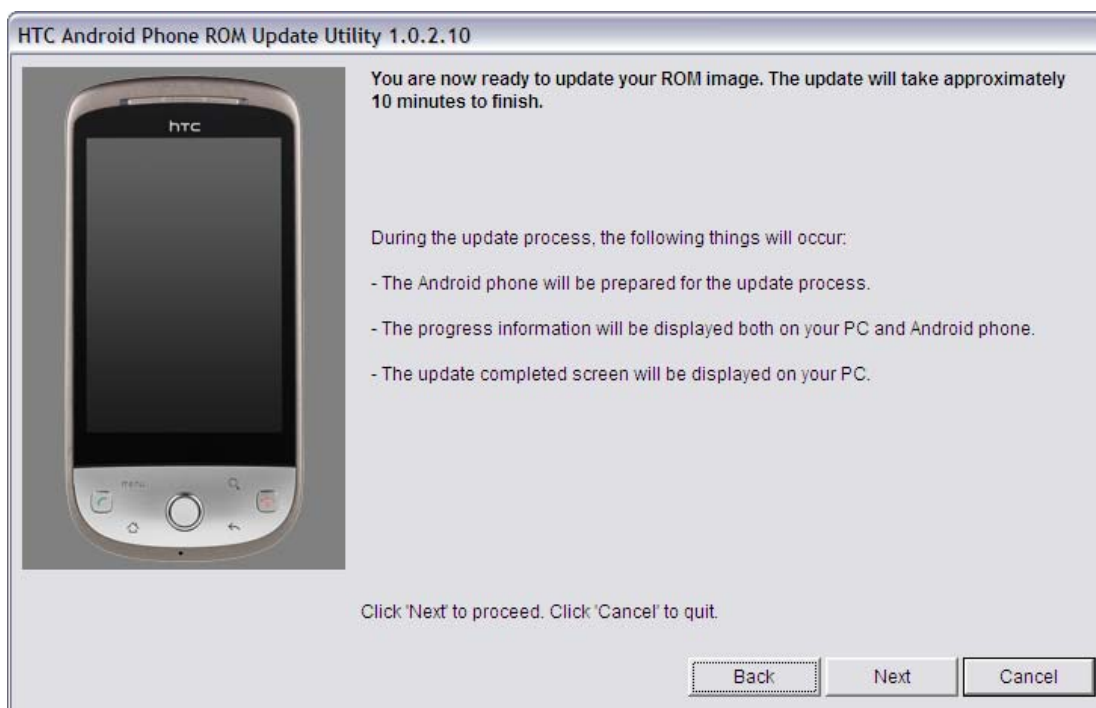 HTC Android Phone ROM Update Utility 1.0.2.10
You are now ready to update your ROM image. The update will take approximately
10 minutes to finish.
hTC
During the update process, the following things will occur:
- The Android phone will be prepared for the update process.
- The progress information will be displayed both on your PC and Android phone.
- The update completed screen will be displayed on your PC.
menu
Click 'Next' to proceed. Click 'Cancel' to quit.
Back Next Cancel